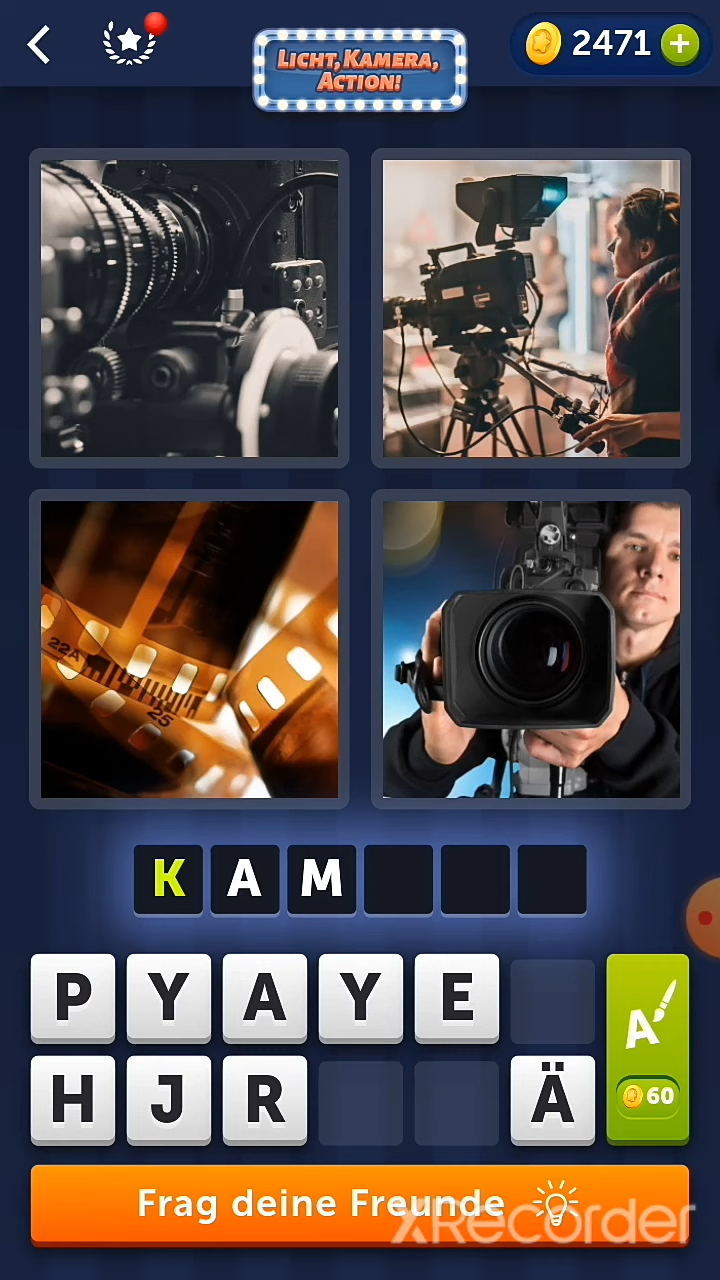 LICHT, KAMERA,
ACTION!
2471
22A
25
K A M
P Y A Y E
A
H J R Ä
60
Frag deine Freunde
XRecorder